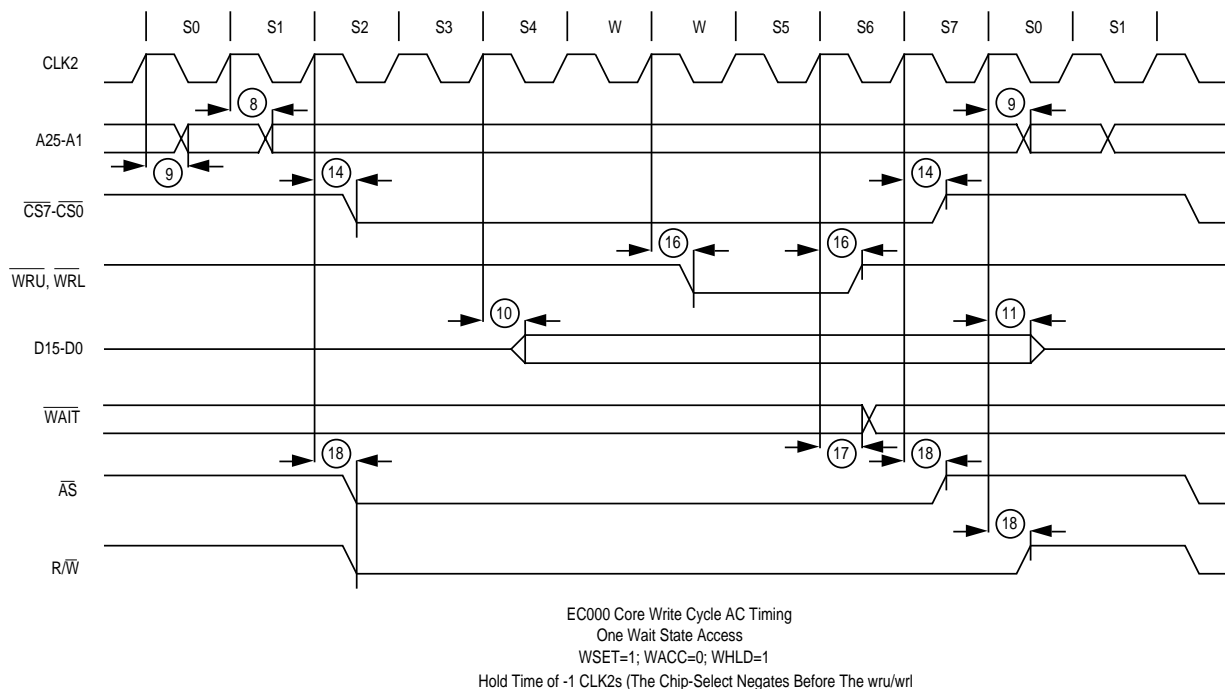 S0 S1 S2 S3 S4 W W S5 S6 S7 S0 S1
CLK2
8 9
A25-A1
9 14 14
CS7-CS0
16 16
WRU, WRL
10 11
D15-D0
WAIT
18 17 18
AS
18
R/W
EC000 Core Write Cycle AC Timing
One Wait State Access
WSET=1; WACC=0; WHLD=1
Hold Time of -1 CLK2s (The Chip-Select Negates Before The wru/wrl